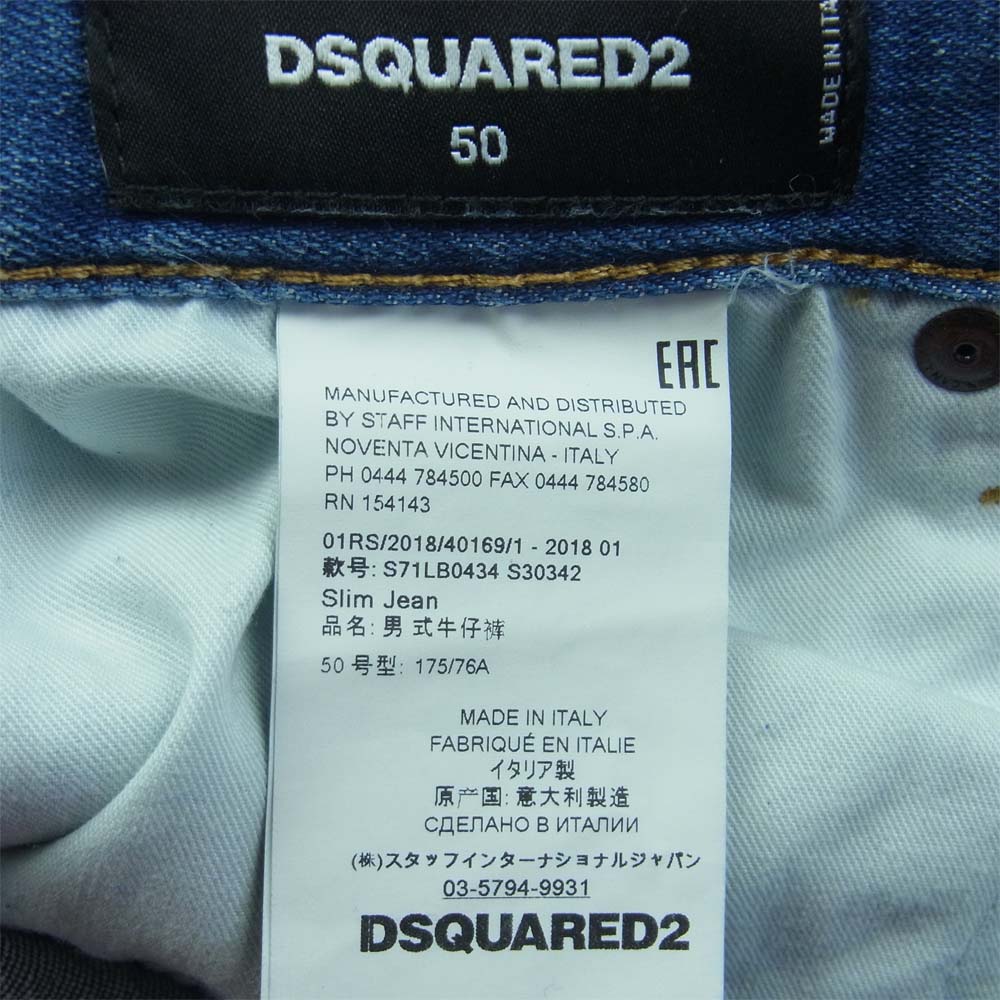 DSQUARED2
50
MADE IN ITA
EAC
MANUFACTURED AND DISTRIBUTED
BY STAFF INTERNATIONAL S.P.A.
NOVENTA VICENTINA - ITALY
PH 0444 784500 FAX 0444 784580
RN 154143
01RS/2018/40169/1 - 2018 01
款号: S71LB0434 S30342
Slim Jean
品名: 男 式牛仔裤
50 号型: 175/76A
MADE IN ITALY
FABRIQUÉ EN ITALIE
イタリア製
原产国: 意大利製造
СДЕЛАНО В ИТАЛИИ
(株)スタッフインターナショナルジャパン
03-5794-9931
DSQUARED2